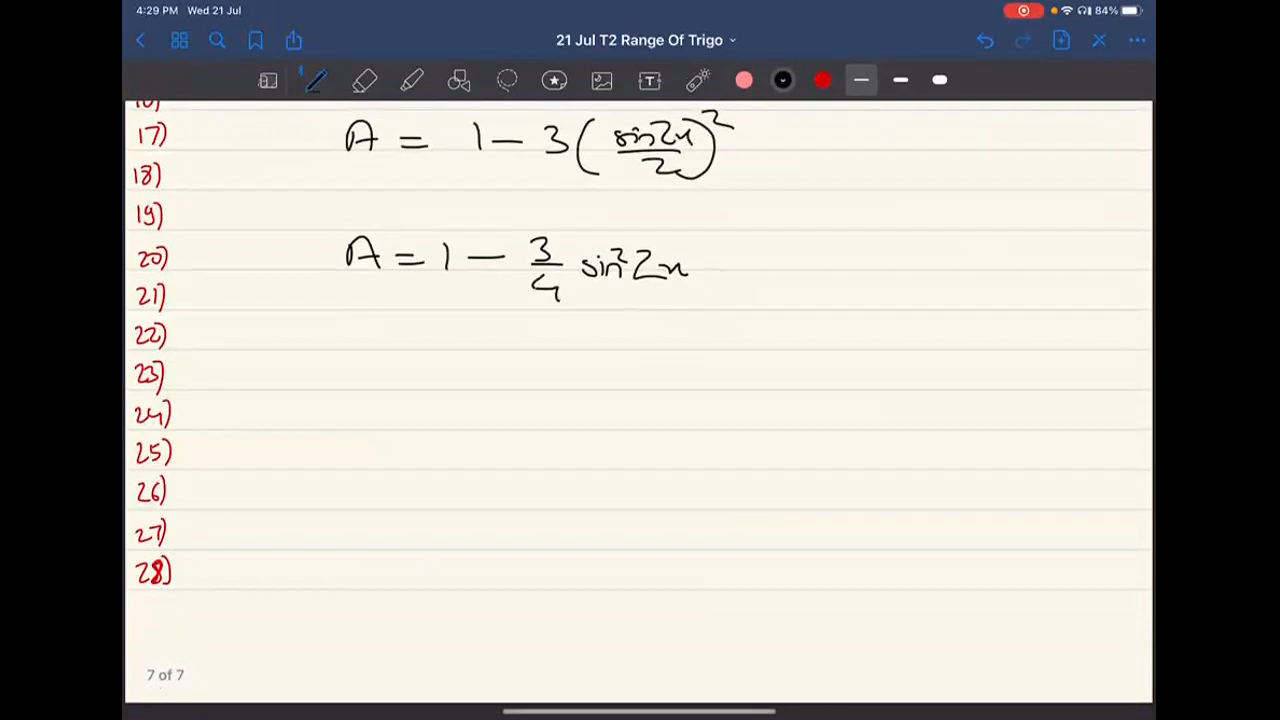 4:29 PM Wed 21 Jul
84%
21 Jul T2 Range Of Trigo
17) A = 1 - 3(sin2x/2)²
18)
19)
20) A = 1 - 3/4 sin²2x
21)
22)
23)
24)
25)
26)
27)
28)
7 of 7